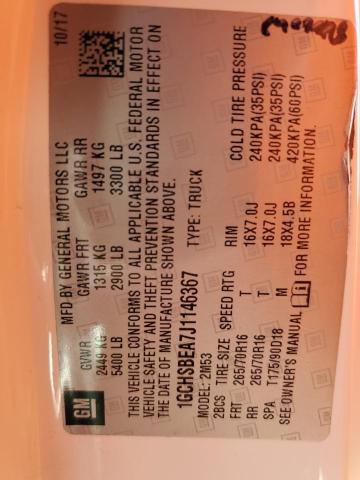 MFD BY GENERAL MOTORS LLC 10/17
GVWR GAWR FRT GAWR RR
2449 KG 1315 KG 1497 KG
5400 LB 2900 LB 3300 LB
GM
THIS VEHICLE CONFORMS TO ALL APPLICABLE U.S. FEDERAL MOTOR
VEHICLE SAFETY AND THEFT PREVENTION STANDARDS IN EFFECT ON
THE DATE OF MANUFACTURE SHOWN ABOVE.
1GCHSBEA7J1146367 TYPE: TRUCK
MODEL: 2M53
2BCS TIRE SIZE SPEED RTG RIM COLD TIRE PRESSURE
FRT 265/70R16 T 16X7.0J 240KPA(35PSI)
RR 265/70R16 T 16X7.0J 240KPA(35PSI)
SPA T175/90D18 18X4.5B 420KPA(60PSI)
SEE OWNER'S MANUAL FOR MORE INFORMATION.